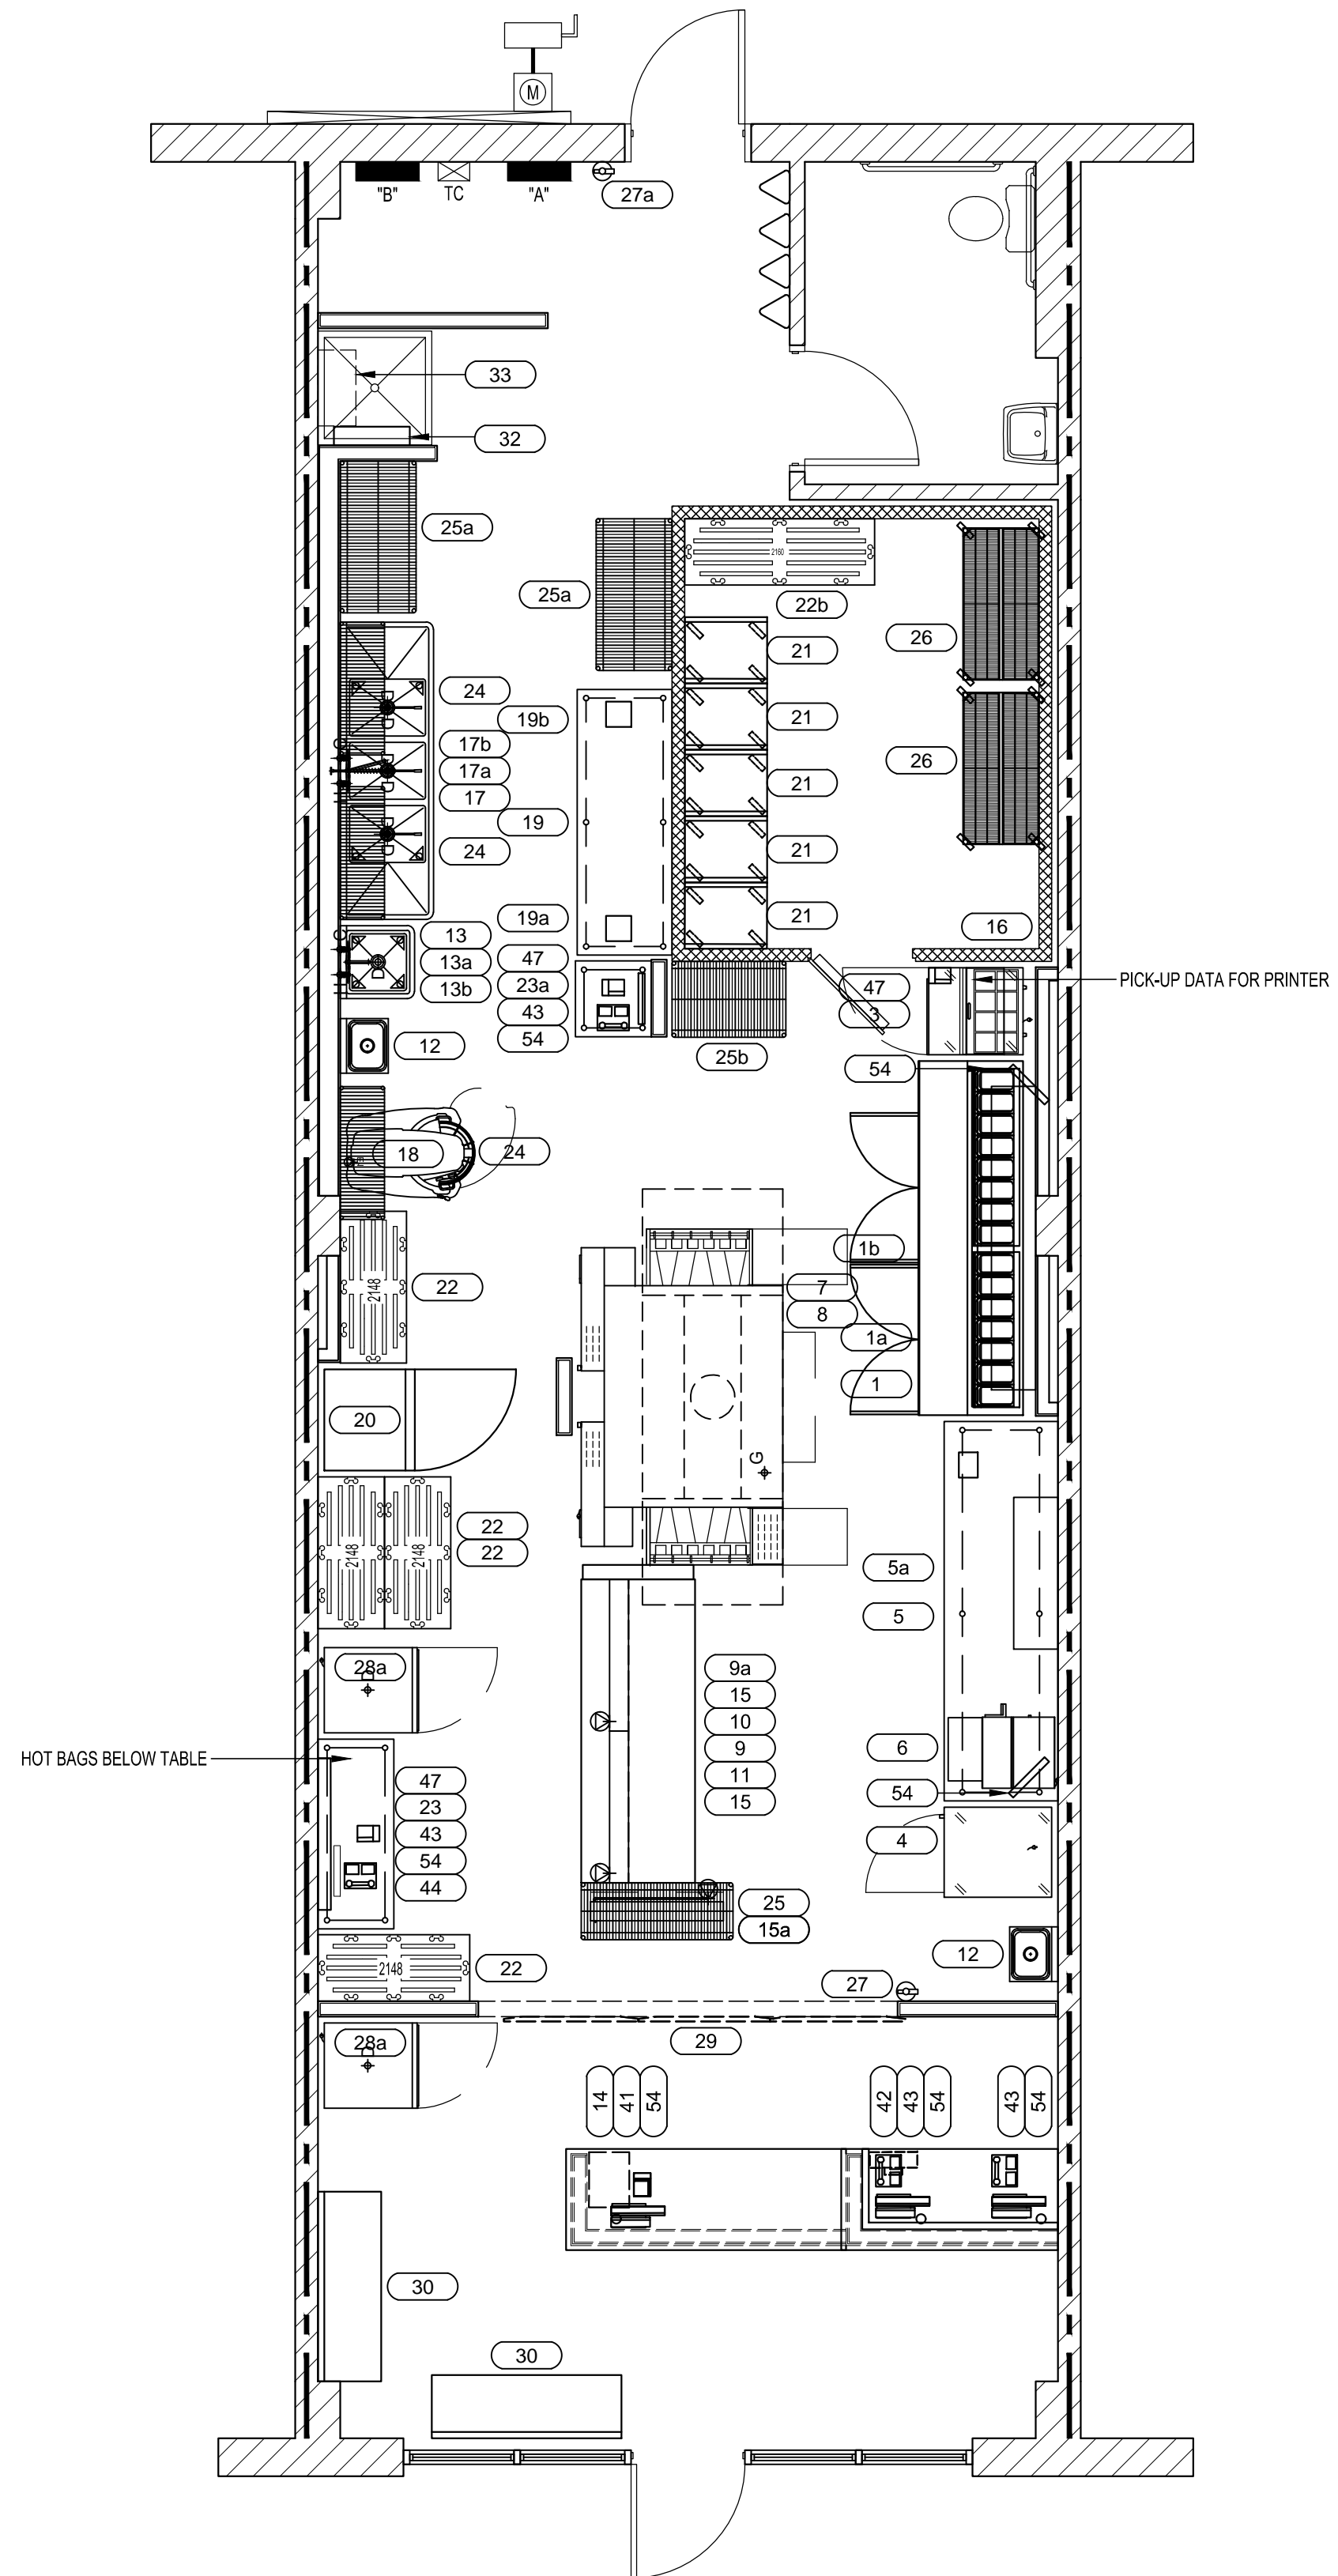 M
"B"
TC
"A"
27a
33
32
25a
25a
2160
22b
26
21
24
21
19b
17b
17a
26
17
21
19
24
21
19a
21
16
13
47
13a
23a
13b
43
54
47
3
PICK-UP DATA FOR PRINTER
12
25b
54
18
24
1b
22
2148
7
8
1a
1
20
G
22
22
2148
2148
5a
5
28a
9a
15
10
9
11
15
6
HOT BAGS BELOW TABLE
47
23
43
54
44
54
4
25
15a
12
22
2148
27
28a
29
14
41
54
42
43
54
43
54
30
30